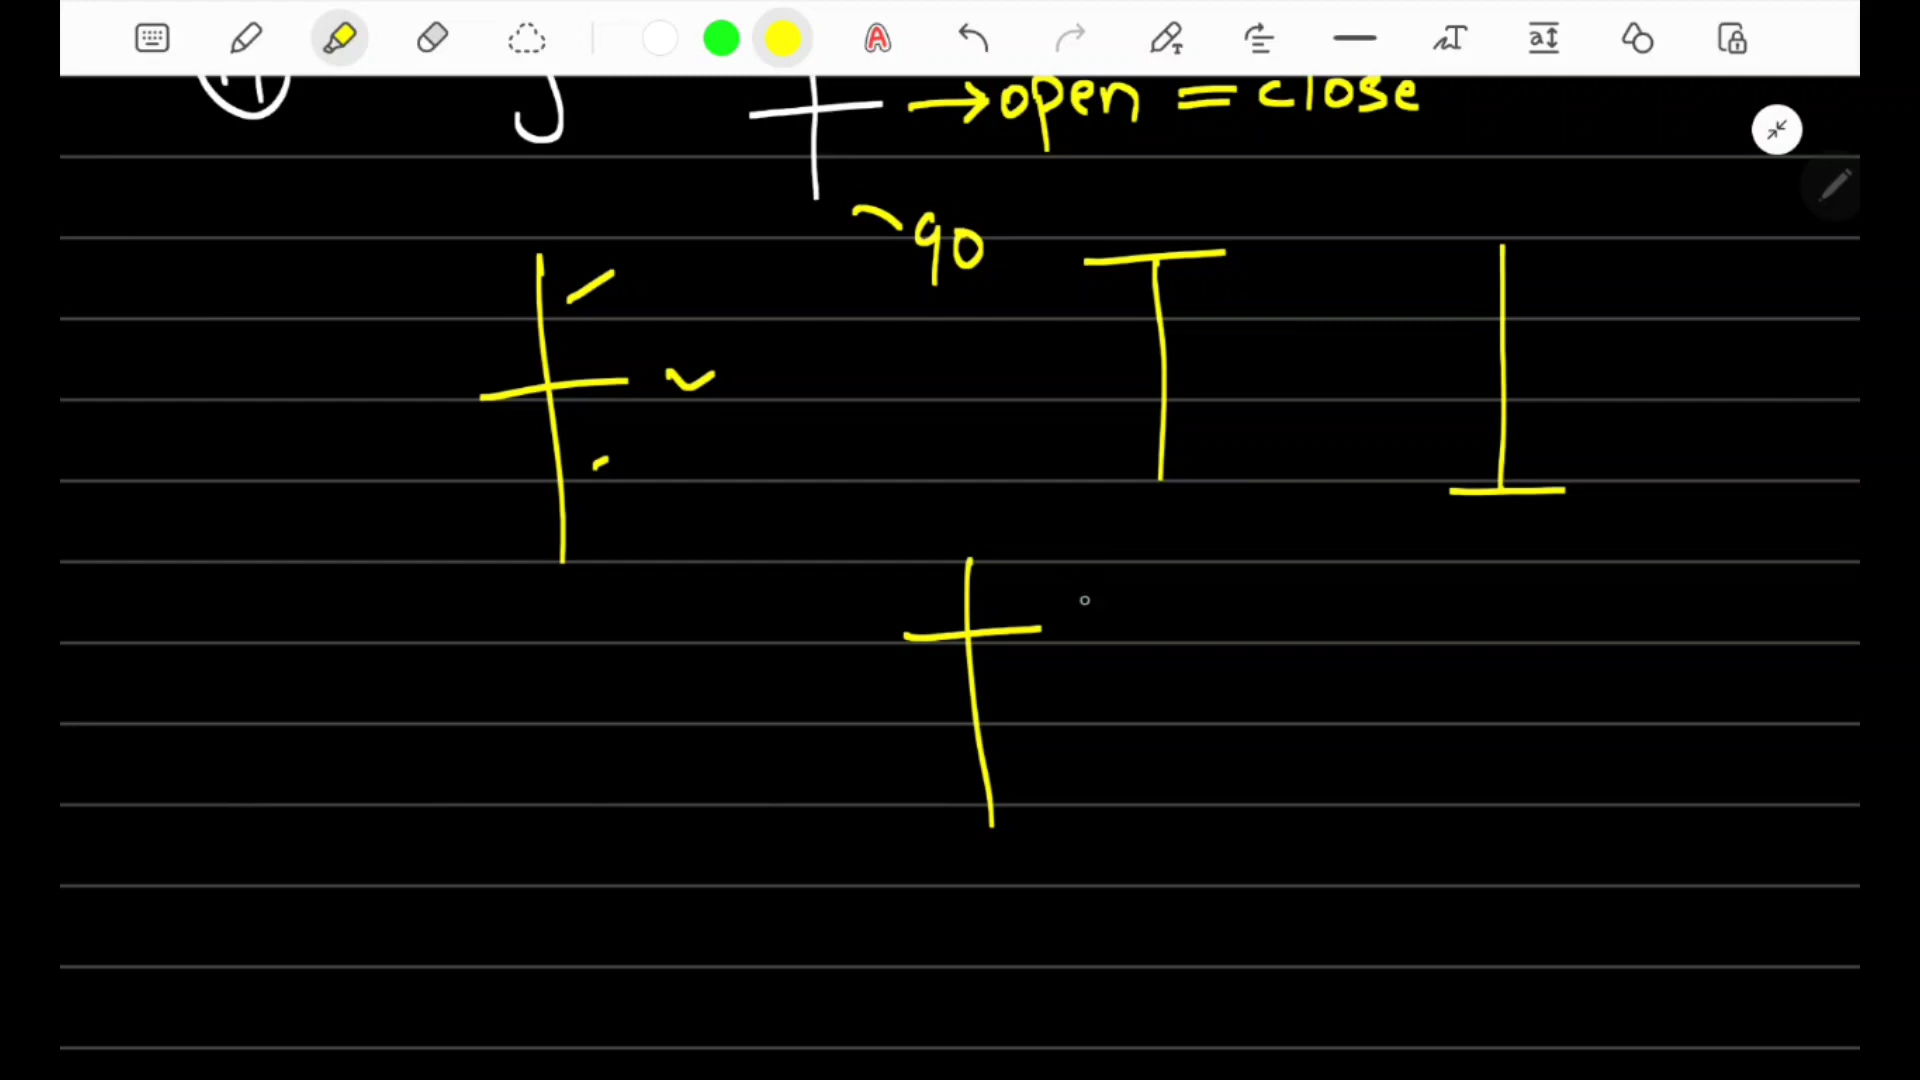 →open = close
90